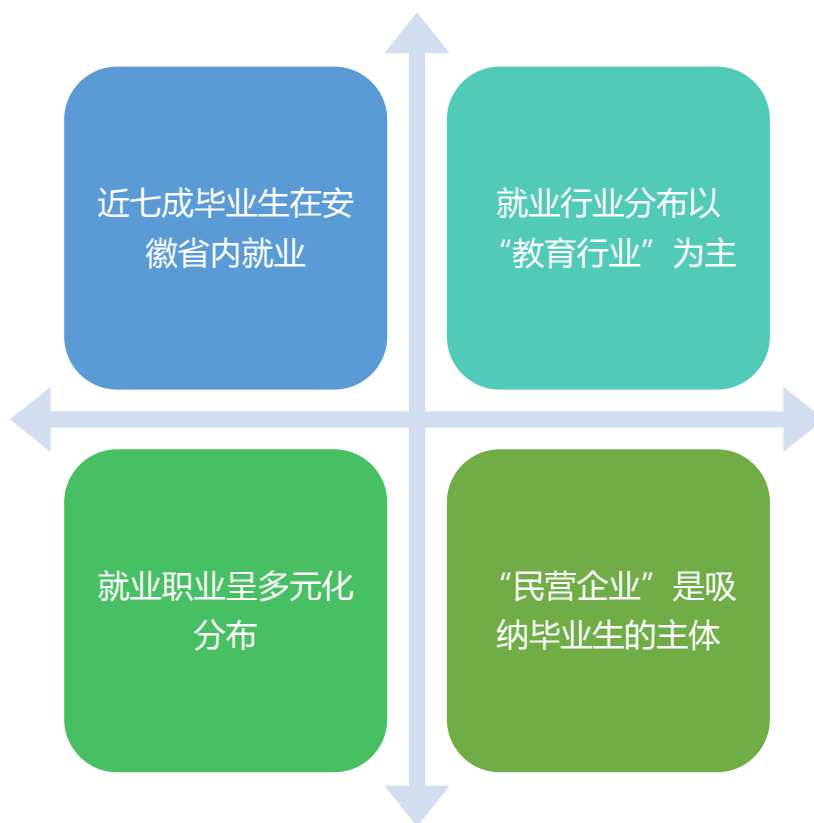 近七成毕业生在安
徽省内就业
就业行业分布以
“教育行业”为主
就业职业呈多元化
分布
“民营企业”是吸
纳毕业生的主体